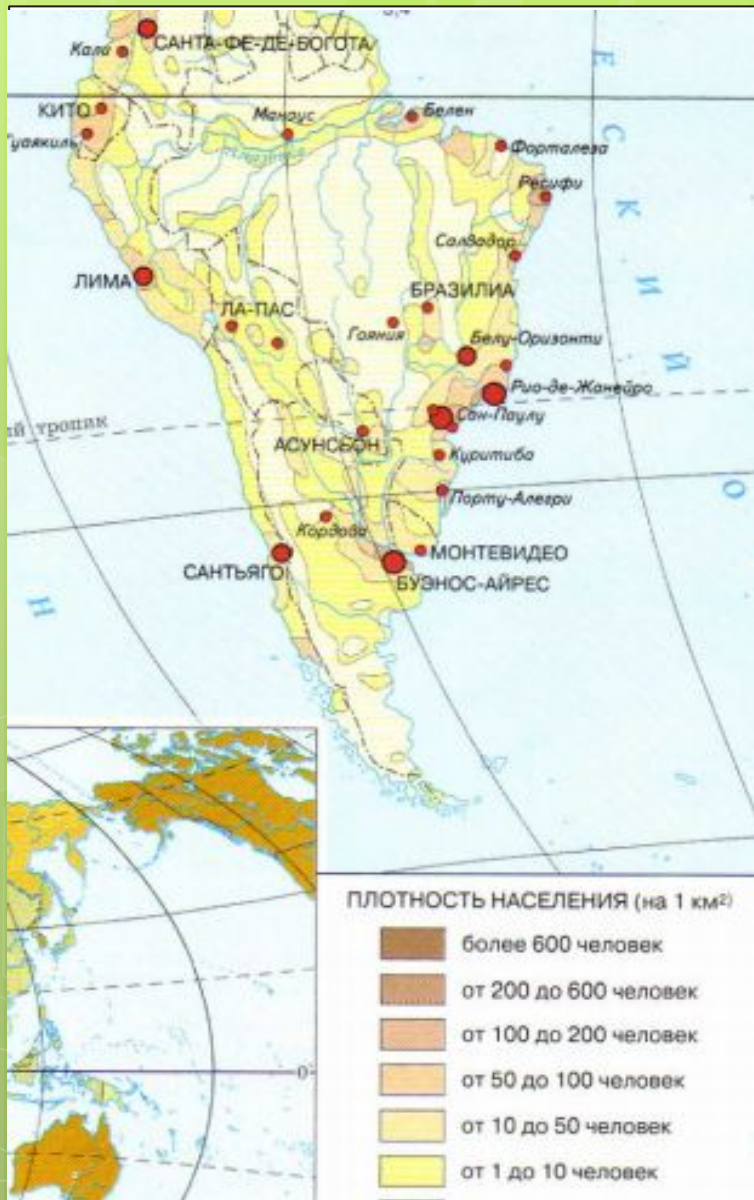 САНТА-ФЕ-ДЕ-БОГОТА
Кали
КИТО
Манаус
Белен
Гуаякиль
Форталеза
Ресифи
Салвадор
ЛИМА
БРАЗИЛИА
ЛА-ПАС
Гояния
Белу-Оризонти
Рио-де-Жанейро
Сан-Паулу
ый тропик
АСУНСЬОН
Куритиба
Порту-Алегри
Кордова
МОНТЕВИДЕО
САНТЬЯГО
БУЭНОС-АЙРЕС
Е
С
К
И
Й
О
Н
ПЛОТНОСТЬ НАСЕЛЕНИЯ (на 1 км²)
более 600 человек
от 200 до 600 человек
от 100 до 200 человек
от 50 до 100 человек
от 10 до 50 человек
от 1 до 10 человек
0°